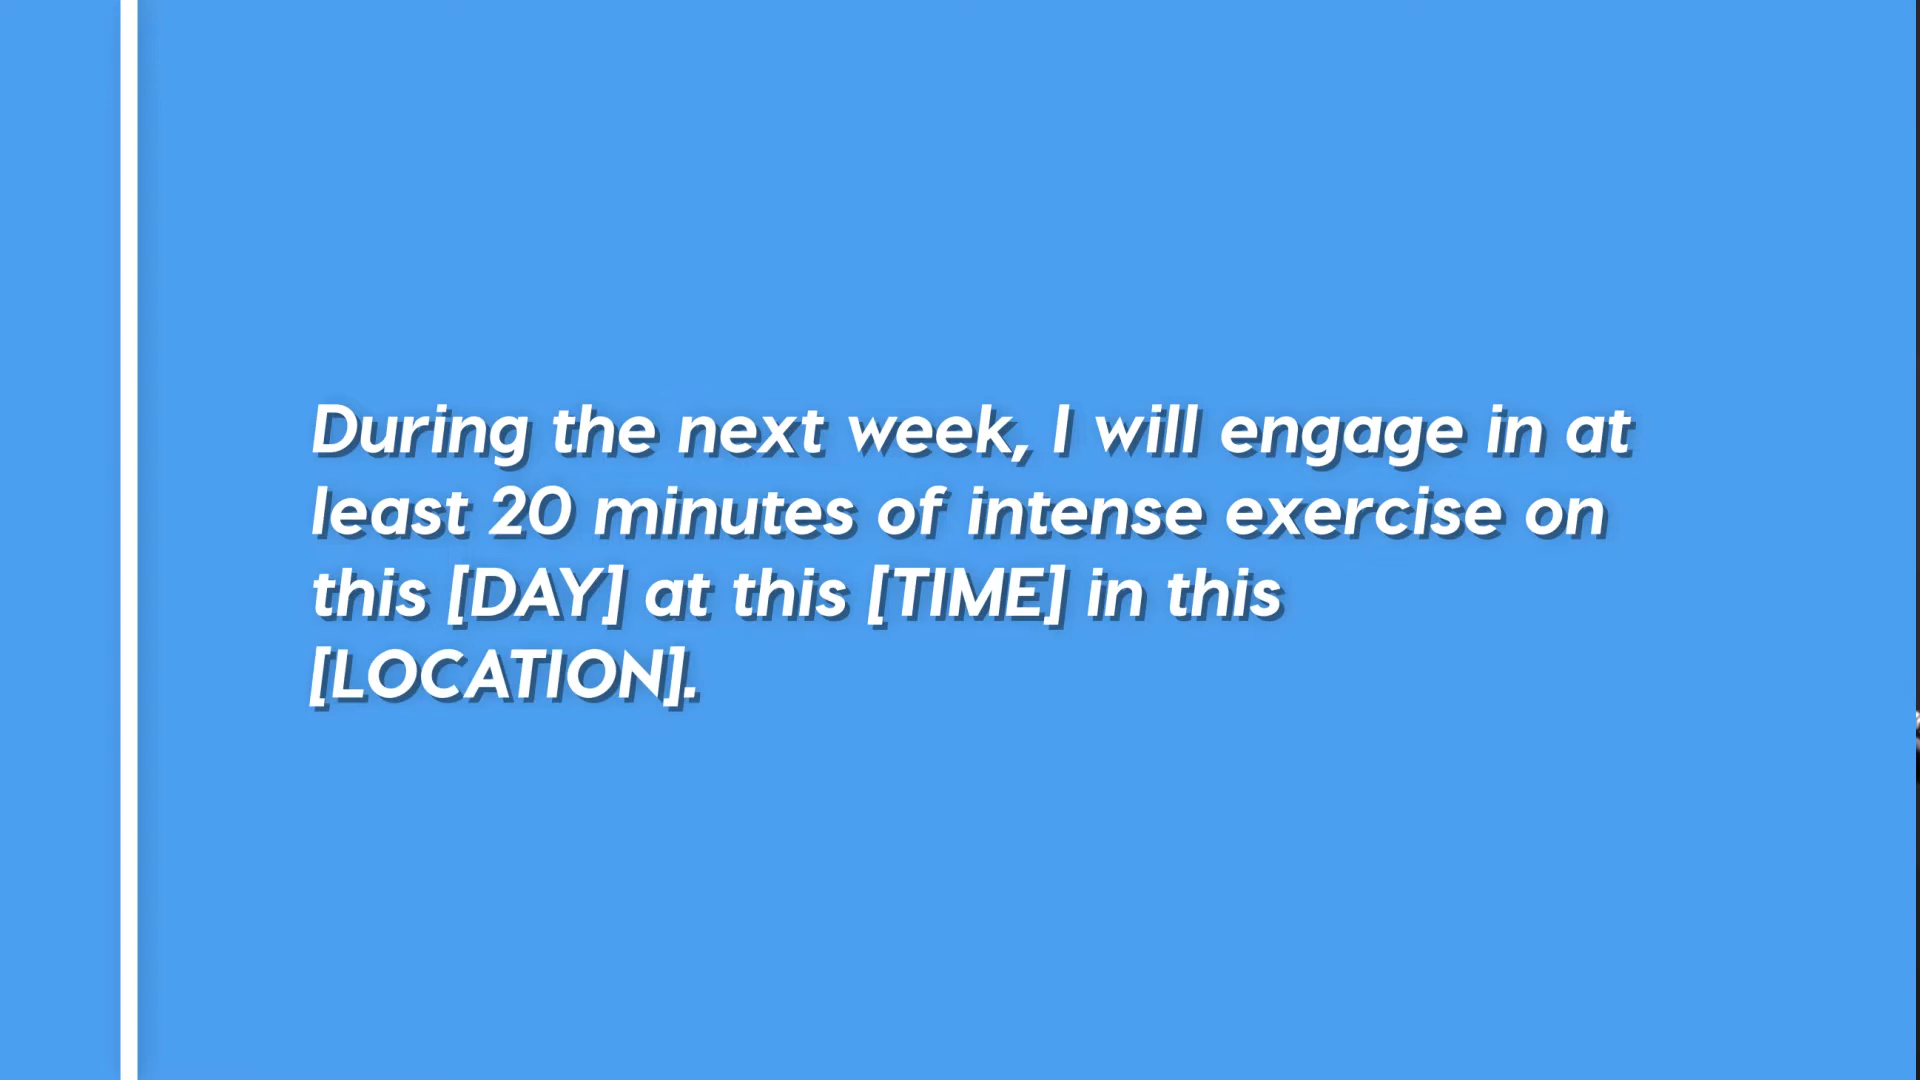 During the next week, I will engage in at
least 20 minutes of intense exercise on
this [DAY] at this [TIME] in this
[LOCATION].